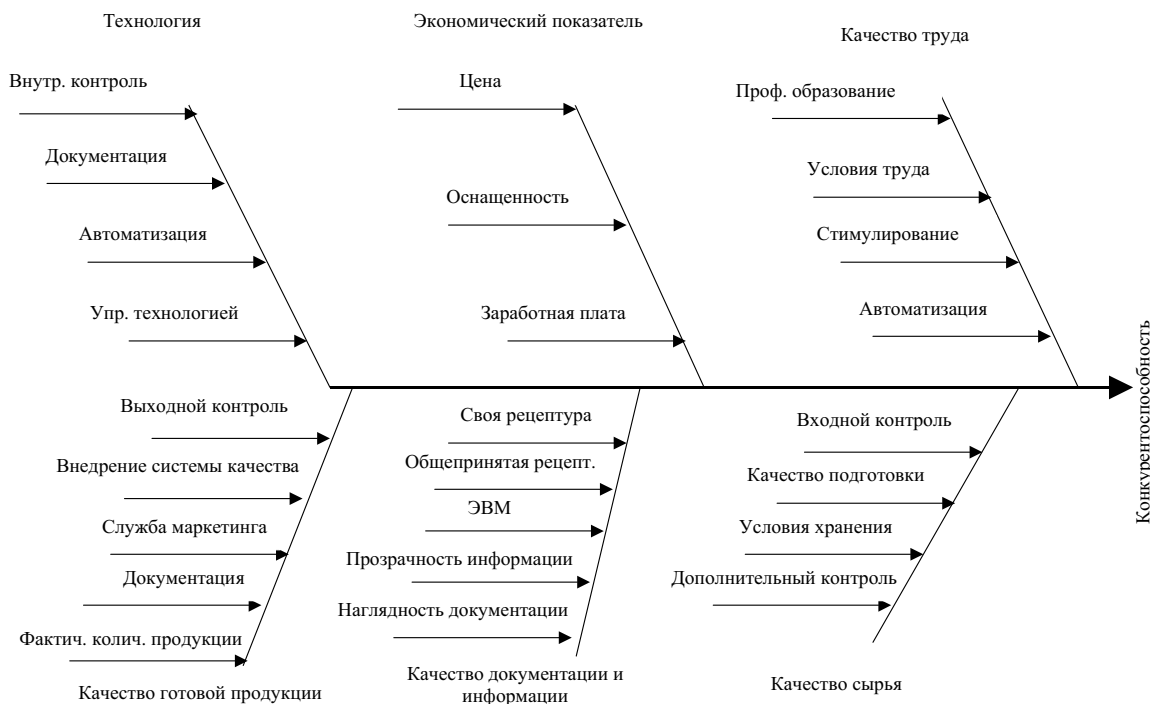 Технология
Экономический показатель
Качество труда
Внутр. контроль
Документация
Автоматизация
Упр. технологией
Цена
Оснащенность
Заработная плата
Проф. образование
Условия труда
Стимулирование
Автоматизация
Конкурентоспособность
Выходной контроль
Внедрение системы качества
Служба маркетинга
Документация
Фактич. колич. продукции
Качество готовой продукции
Своя рецептура
Общепринятая рецепт.
ЭВМ
Прозрачность информации
Наглядность документации
Качество документации и
информации
Входной контроль
Качество подготовки
Условия хранения
Дополнительный контроль
Качество сырья